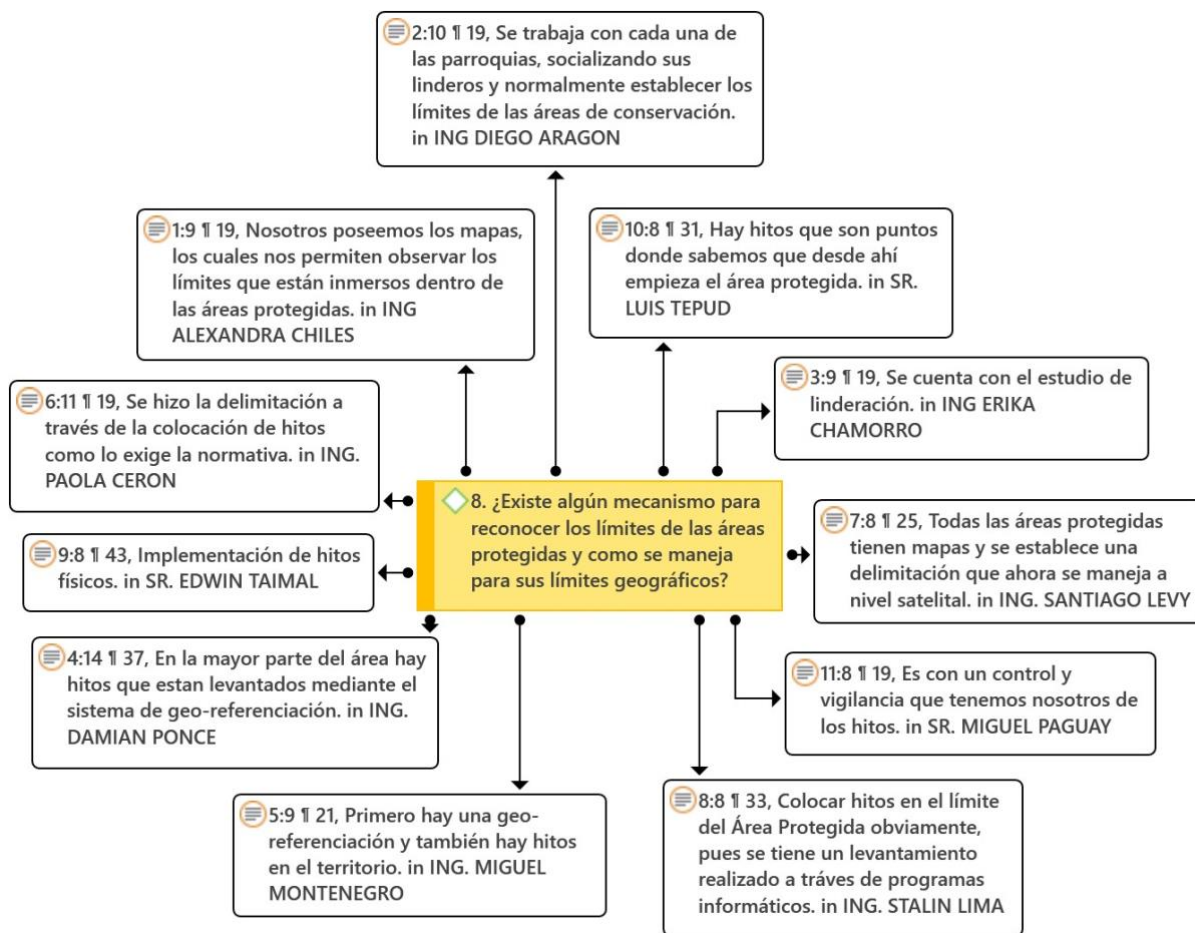 2:10 ¶ 19, Se trabaja con cada una de
las parroquias, socializando sus
linderos y normalmente establecer los
límites de las áreas de conservación.
in ING DIEGO ARAGON
1:9 ¶ 19, Nosotros poseemos los mapas,
los cuales nos permiten observar los
límites que están inmersos dentro de
las áreas protegidas. in ING
ALEXANDRA CHILES
10:8 ¶ 31, Hay hitos que son puntos
donde sabemos que desde ahí
empieza el área protegida. in SR.
LUIS TEPUD
3:9 ¶ 19, Se cuenta con el estudio de
linderación. in ING ERIKA
CHAMORRO
6:11 ¶ 19, Se hizo la delimitación a
través de la colocación de hitos
como lo exige la normativa. in ING.
PAOLA CERON
8. ¿Existe algún mecanismo para
reconocer los límites de las áreas
protegidas y como se maneja
para sus límites geográficos?
7:8 ¶ 25, Todas las áreas protegidas
tienen mapas y se establece una
delimitación que ahora se maneja a
nivel satelital. in ING. SANTIAGO LEVY
9:8 ¶ 43, Implementación de hitos
físicos. in SR. EDWIN TAIMAL
4:14 ¶ 37, En la mayor parte del área hay
hitos que estan levantados mediante el
sistema de geo-referenciación. in ING.
DAMIAN PONCE
11:8 ¶ 19, Es con un control y
vigilancia que tenemos nosotros de
los hitos. in SR. MIGUEL PAGUAY
5:9 ¶ 21, Primero hay una geo-
referenciación y también hay hitos
en el territorio. in ING. MIGUEL
MONTENEGRO
8:8 ¶ 33, Colocar hitos en el límite
del Área Protegida obviamente,
pues se tiene un levantamiento
realizado a tráves de programas
informáticos. in ING. STALIN LIMA